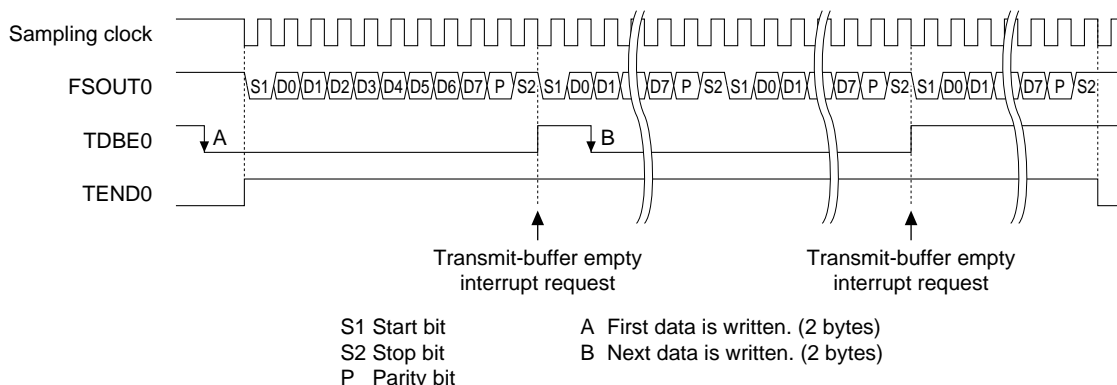 Sampling clock
FSOUT0 S1 D0 D1 D2 D3 D4 D5 D6 D7 P S2 S1 D0 D1 D7 P S2 S1 D0 D1 D7 P S2 S1 D0 D1 D7 P S2
TDBE0 A B
TEND0
Transmit-buffer empty
interrupt request
Transmit-buffer empty
interrupt request
S1 Start bit
S2 Stop bit
P Parity bit
A First data is written. (2 bytes)
B Next data is written. (2 bytes)